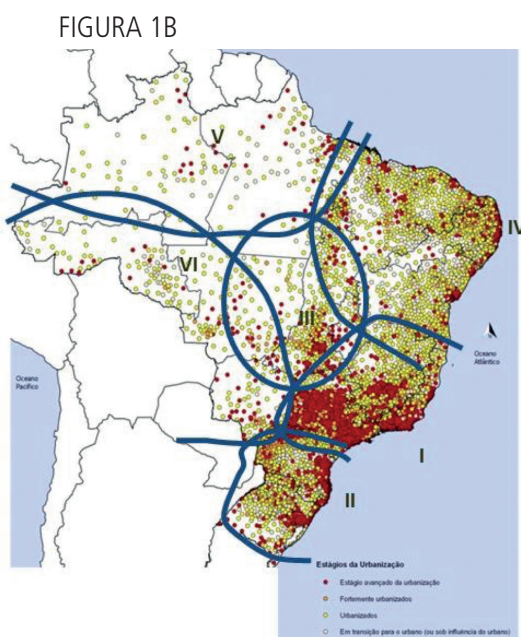 FIGURA 1B
V
IV
VI
III
Oceano
Pacífico
Oceano
Atlântico
I
II
Estágios da Urbanização
Estágio avançado da urbanização
Fortemente urbanizados
Urbanizados
Em transição para o urbano (ou sob influência do urbano)